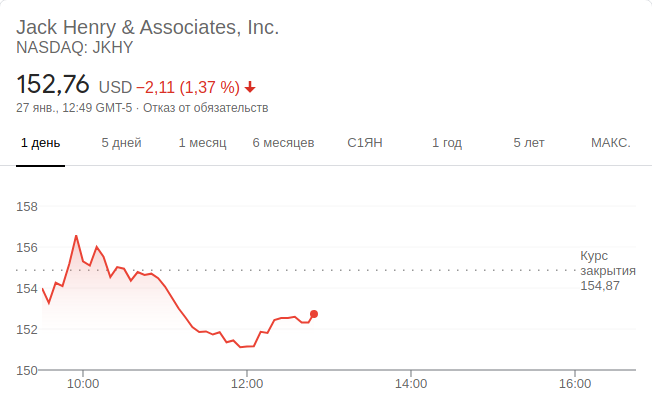 Jack Henry & Associates, Inc.
NASDAQ: JKHY
152,76 USD −2,11 (1,37 %)
27 янв., 12:49 GMT-5 · Отказ от обязательств
1 день 5 дней 1 месяц 6 месяцев С1ЯН 1 год 5 лет МАКС.
158
156
154
152
150
Курс
закрытия
154,87
10:00 12:00 14:00 16:00